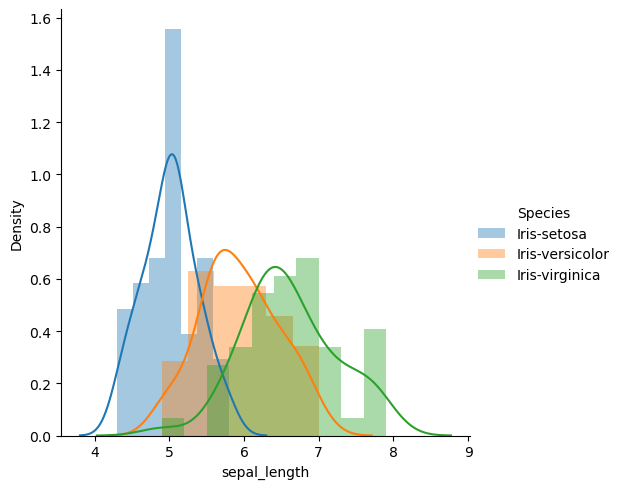 1.6
1.4
1.2
1.0
0.8
0.6
0.4
0.2
0.0
Density
4 5 6 7 8 9
sepal_length
Species
Iris-setosa
Iris-versicolor
Iris-virginica